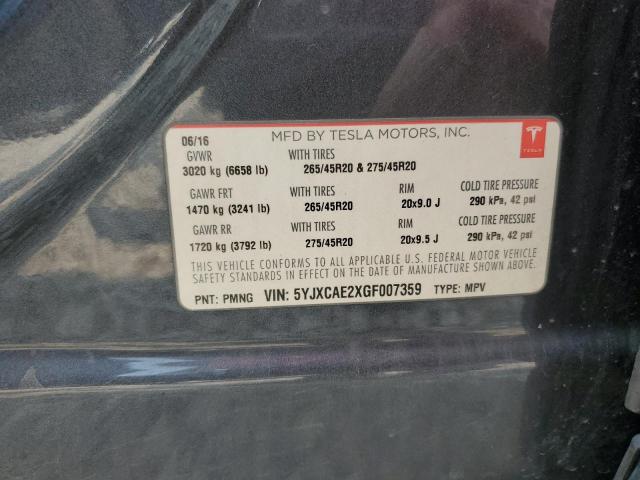 06/16 MFD BY TESLA MOTORS, INC.
GVWR WITH TIRES
3020 kg (6658 lb) 265/45R20 & 275/45R20
GAWR FRT WITH TIRES RIM COLD TIRE PRESSURE
1470 kg (3241 lb) 265/45R20 20x9.0 J 290 kPa, 42 psi
GAWR RR WITH TIRES RIM COLD TIRE PRESSURE
1720 kg (3792 lb) 275/45R20 20x9.5 J 290 kPa, 42 psi
THIS VEHICLE CONFORMS TO ALL APPLICABLE U.S. FEDERAL MOTOR VEHICLE
SAFETY STANDARDS IN EFFECT ON THE DATE OF MANUFACTURE SHOWN ABOVE.
PNT: PMNG VIN: 5YJXCAE2XGF007359 TYPE: MPV
TESLA